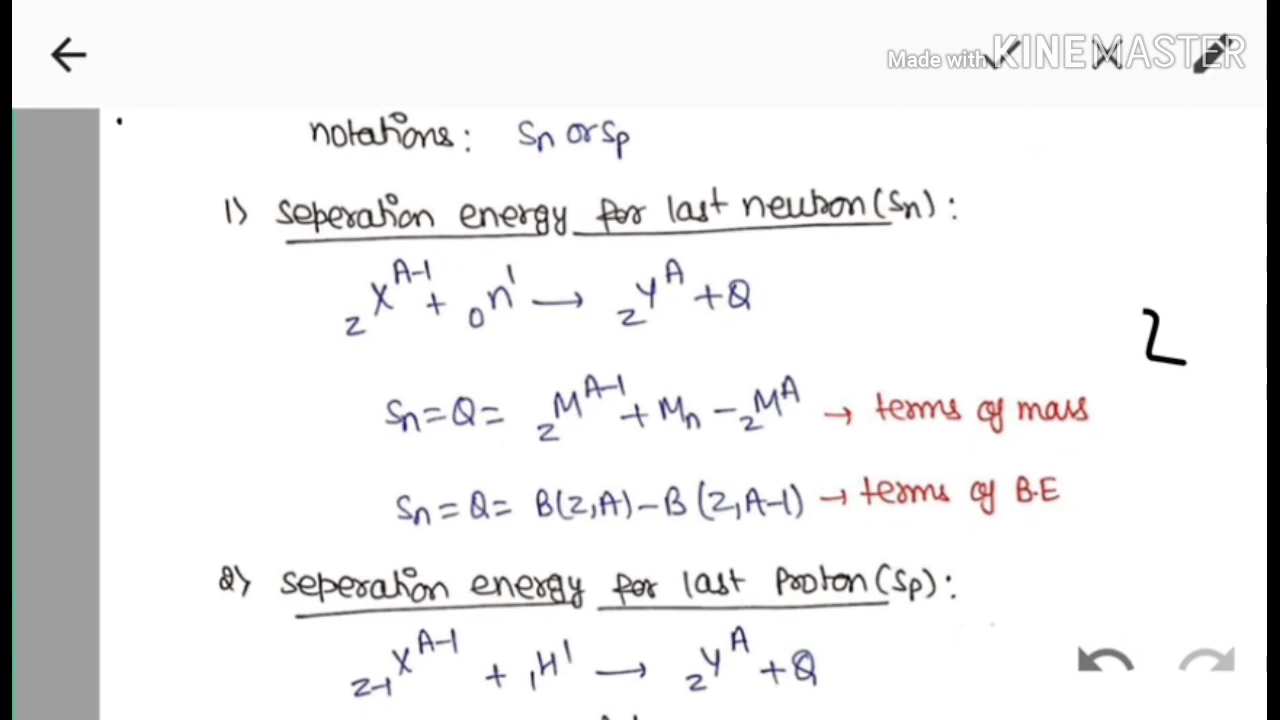 Made with KINEMASTER
notations: Sn or Sp
1) seperation energy for last neutron (Sn):
zX^A-1 + 0n^1 → zY^A + Q
Sn = Q = zM^A-1 + Mn - zM^A → terms of mass
Sn = Q = B(Z,A) - B(Z,A-1) → terms of B.E
2) seperation energy for last Proton (Sp):
z-1X^A-1 + 1H^1 → zY^A + Q